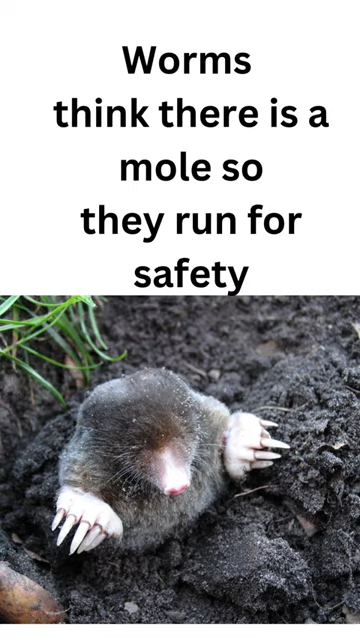 Worms
think there is a
mole so
they run for
safety